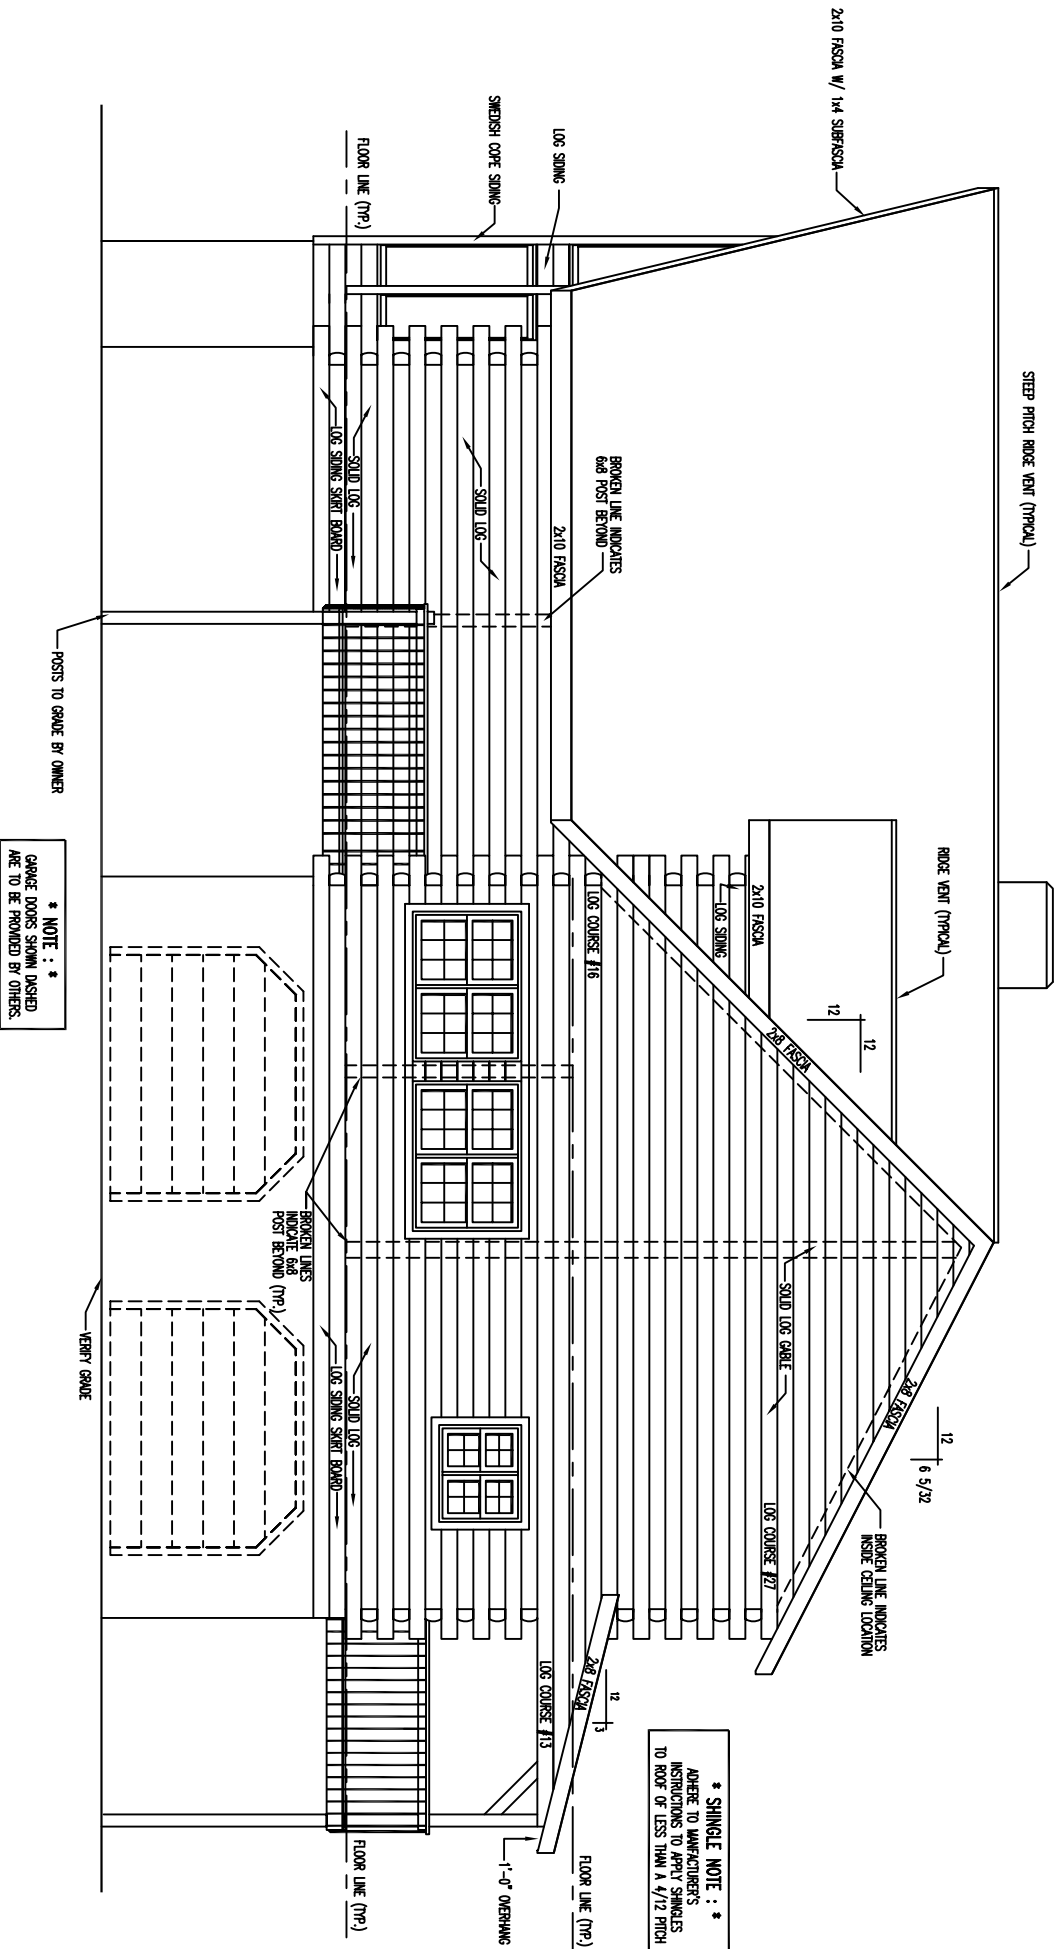 STEEP PITCH RIDGE VENT (TYPICAL)
2x10 FASCIA W/ 1x4 SUBFASCIA
RIDGE VENT (TYPICAL)
12
12
2x8 FASCIA
2x8 FASCIA
12
6 5/32
BROKEN LINE INDICATES
INSIDE CEILING LOCATION
2x10 FASCIA
LOG SIDING
SOLID LOG GABLE
LOG COURSE #27
* SHINGLE NOTE : *
ADHERE TO MANFACTURER'S
INSTRUCTIONS TO APPLY SHINGLES
TO ROOF OF LESS THAN A 4/12 PITCH
LOG SIDING
SWEDISH COPE SIDING
BROKEN LINE INDICATES
6x8 POST BEYOND
2x10 FASCIA
LOG COURSE #16
12
3
2x8 FASCIA
LOG COURSE #13
FLOOR LINE (TYP.)
1'-0" OVERHANG
SOLID LOG
FLOOR LINE (TYP.)
SOLID LOG
LOG SIDING SKIRT BOARD
BROKEN LINES
INDICATE 6x8
POST BEYOND (TYP.)
SOLID LOG
LOG SIDING SKIRT BOARD
FLOOR LINE (TYP.)
POSTS TO GRADE BY OWNER
VERIFY GRADE
* NOTE : *
GARAGE DOORS SHOWN DASHED
ARE TO BE PROVIDED BY OTHERS.